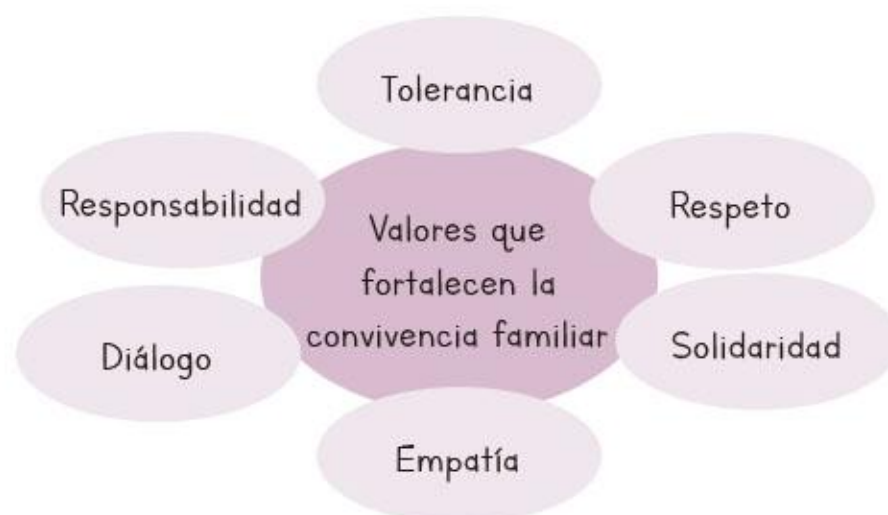 Tolerancia
Responsabilidad
Respeto
Valores que
fortalecen la
convivencia familiar
Diálogo
Solidaridad
Empatía